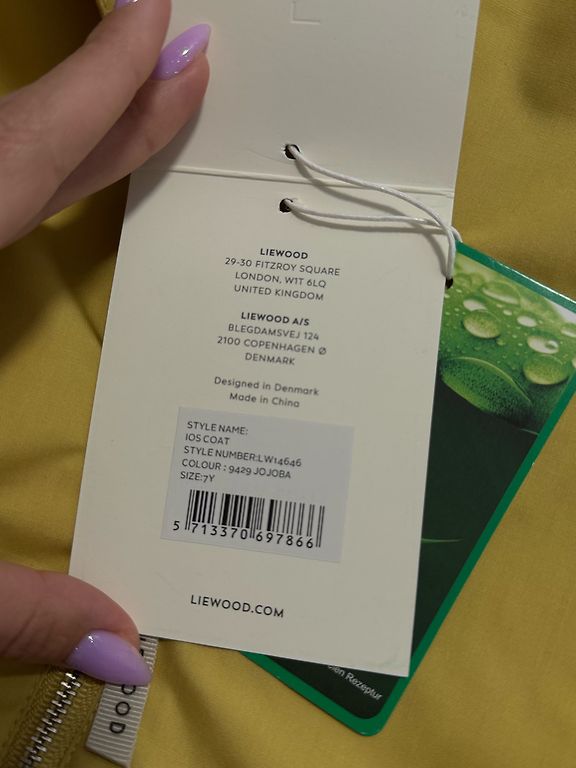 LIEWOOD
29-30 FITZROY SQUARE
LONDON, W1T 6LQ
UNITED KINGDOM
LIEWOOD A/S
BLEGDAMSVEJ 124
2100 COPENHAGEN Ø
DENMARK
Designed in Denmark
Made in China
STYLE NAME:
IOS COAT
STYLE NUMBER:LW14646
COLOUR : 9429 JOJOBA
SIZE:7Y
5 713370 697866
LIEWOOD.COM
Rezeptur
WOOD